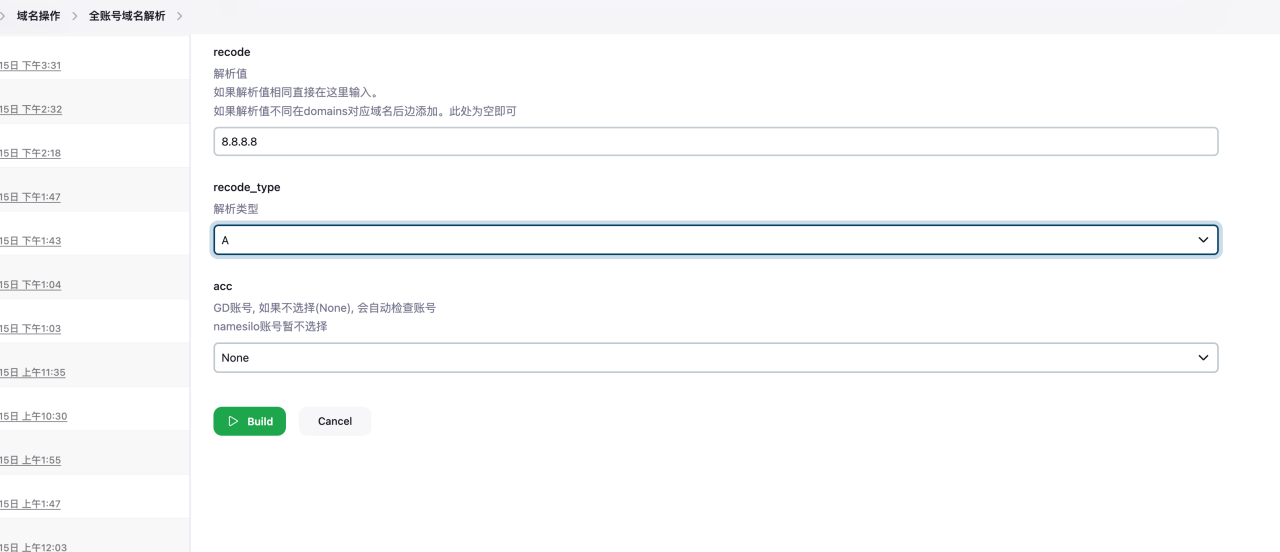 域名操作 全账号域名解析
15日 下午3:31
15日 下午2:32
15日 下午2:18
15日 下午1:47
15日 下午1:43
15日 下午1:04
15日 下午1:03
15日 上午11:35
15日 上午10:30
15日 上午1:55
15日 上午1:47
15日 上午12:03
recode
解析值
如果解析值相同直接在这里输入。
如果解析值不同在domains对应域名后边添加。此处为空即可
8.8.8.8
recode_type
解析类型
A
acc
GD账号, 如果不选择(None), 会自动检查账号
namesilo账号暂不选择
None
Build Cancel